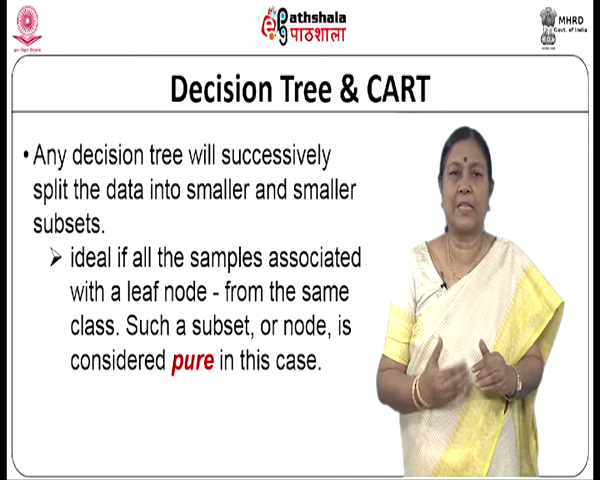 ePathshala
पाठशाला
MHRD
Govt. of India
Decision Tree & CART
• Any decision tree will successively
split the data into smaller and smaller
subsets.
➢ ideal if all the samples associated
with a leaf node - from the same
class. Such a subset, or node, is
considered pure in this case.